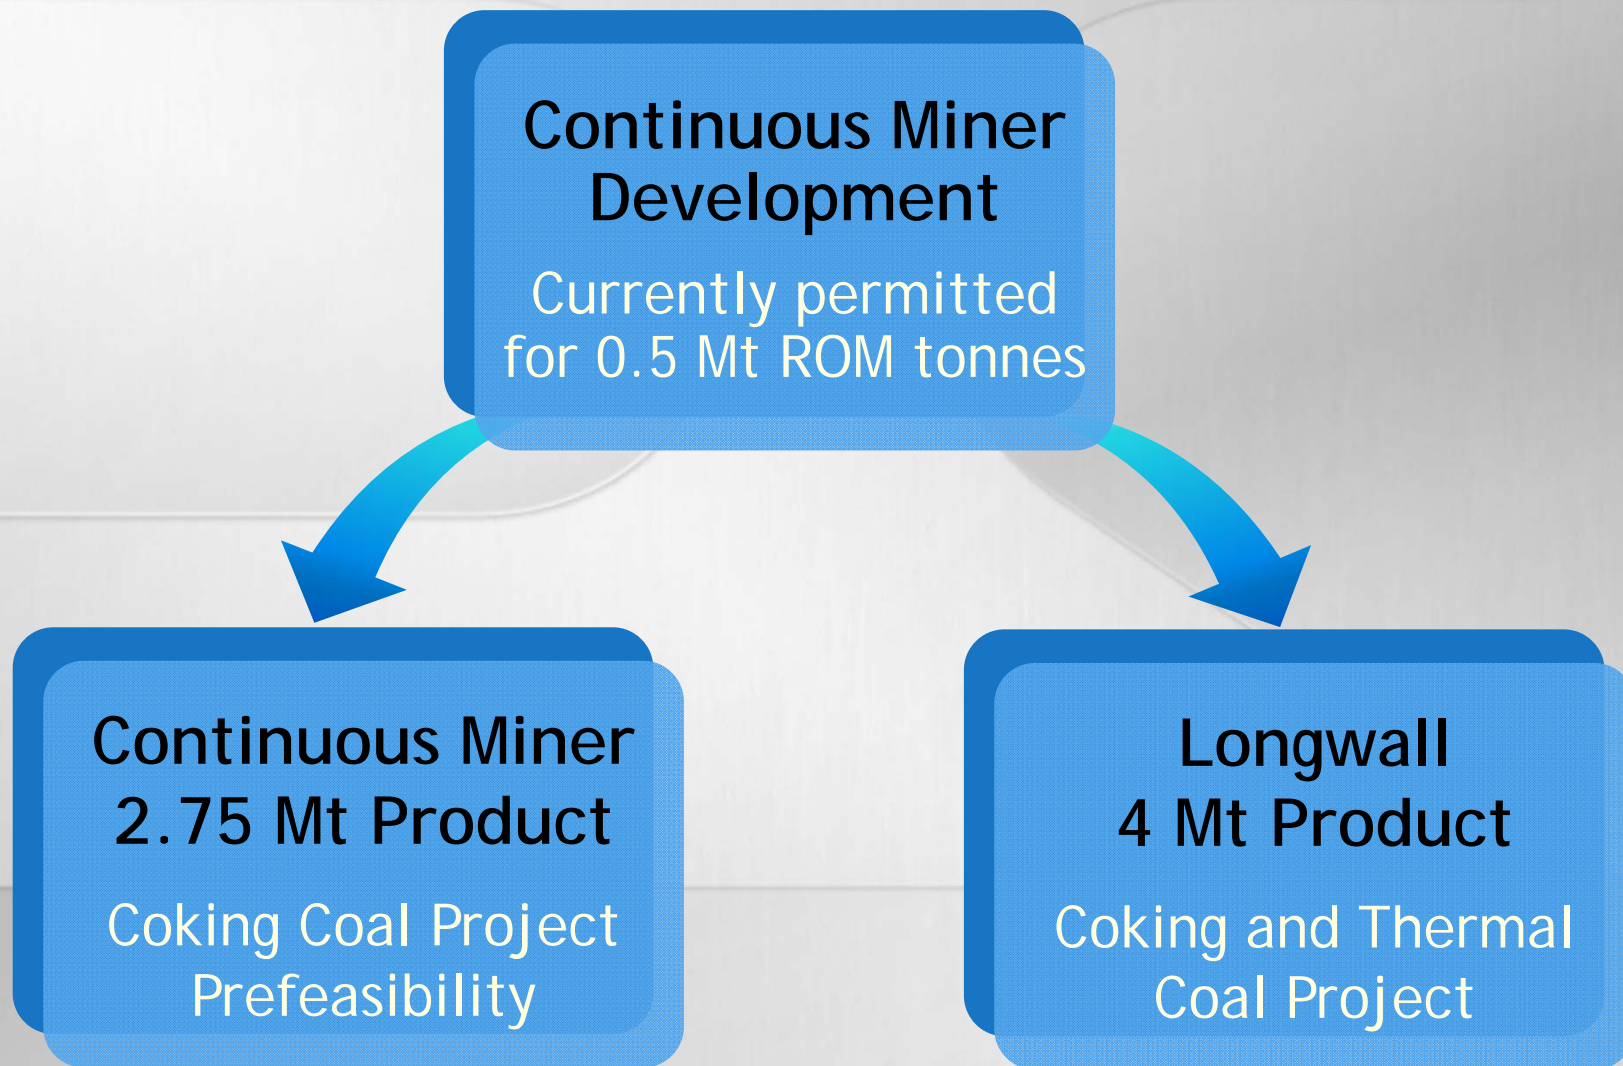 Continuous Miner
Development
Currently permitted
for 0.5 Mt ROM tonnes
Continuous Miner
2.75 Mt Product
Coking Coal Project
Prefeasibility
Longwall
4 Mt Product
Coking and Thermal
Coal Project